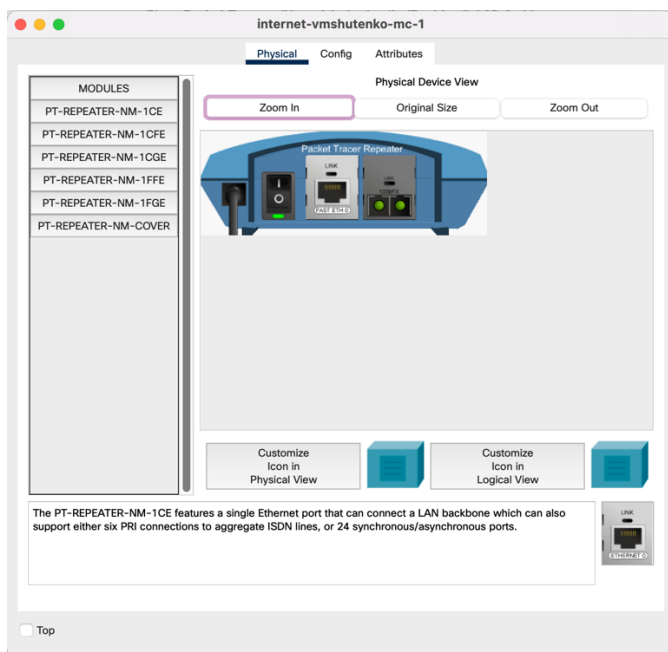 internet-vmshutenko-mc-1
Physical Config Attributes
MODULES
PT-REPEATER-NM-1CE
PT-REPEATER-NM-1CFE
PT-REPEATER-NM-1CGE
PT-REPEATER-NM-1FFE
PT-REPEATER-NM-1FGE
PT-REPEATER-NM-COVER
Physical Device View
Zoom In Original Size Zoom Out
Packet Tracer Repeater
LINK
FAST ETH 0
LINK
100bFX
Customize
Icon in
Physical View
Customize
Icon in
Logical View
The PT-REPEATER-NM-1CE features a single Ethernet port that can connect a LAN backbone which can also
support either six PRI connections to aggregate ISDN lines, or 24 synchronous/asynchronous ports.
LINK
ETHERNET 0
Top